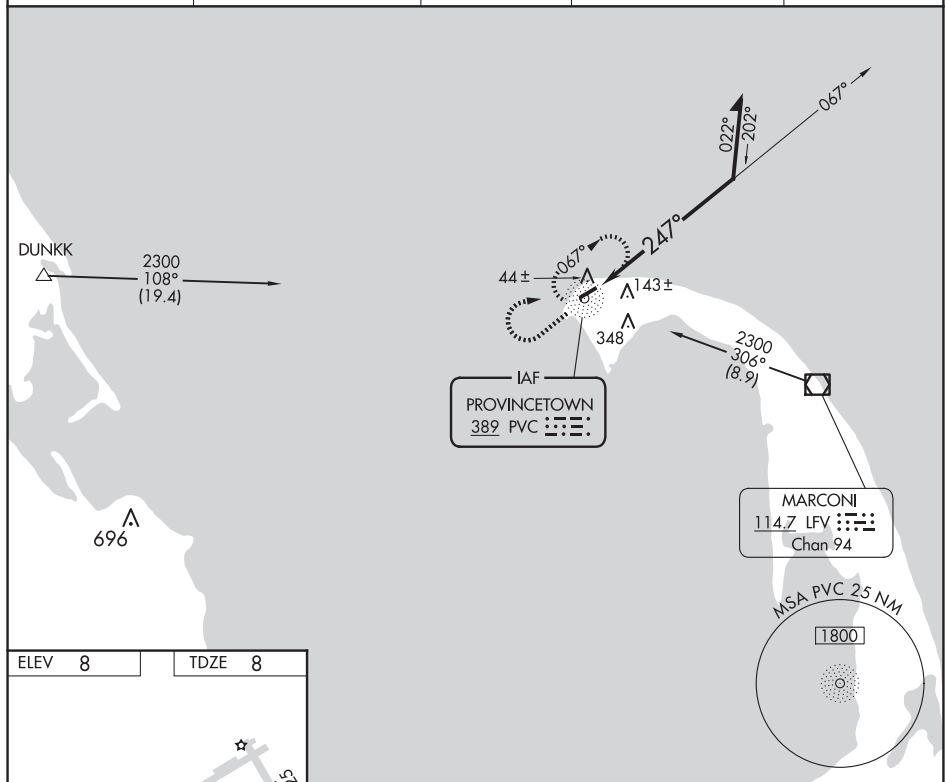 067°
022°
202°
DUNKK
2300
108°
(19.4)
247°
067°
44±
143±
348
2300
306°
(8.9)
IAF
PROVINCETOWN
389 PVC
MARCONI
114.7 LFV
Chan 94
696
MSA PVC 25 NM
1800
ELEV 8
TDZE 8